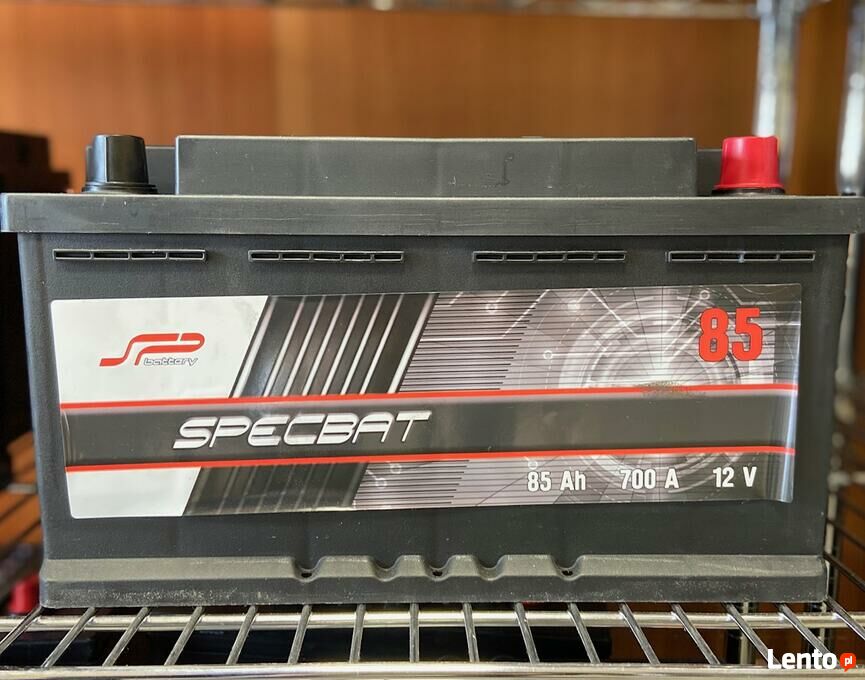 85
SP
battery
SPECBAT
85 Ah 700 A 12 V
Lento.pl